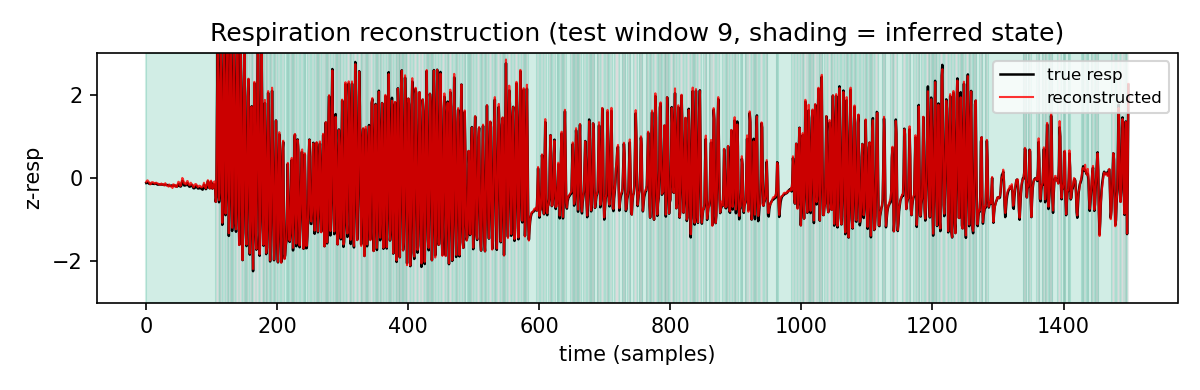 Respiration reconstruction (test window 9, shading = inferred state)
true resp
reconstructed
z-resp
2
0
−2
0
200
400
600
800
1000
1200
1400
time (samples)